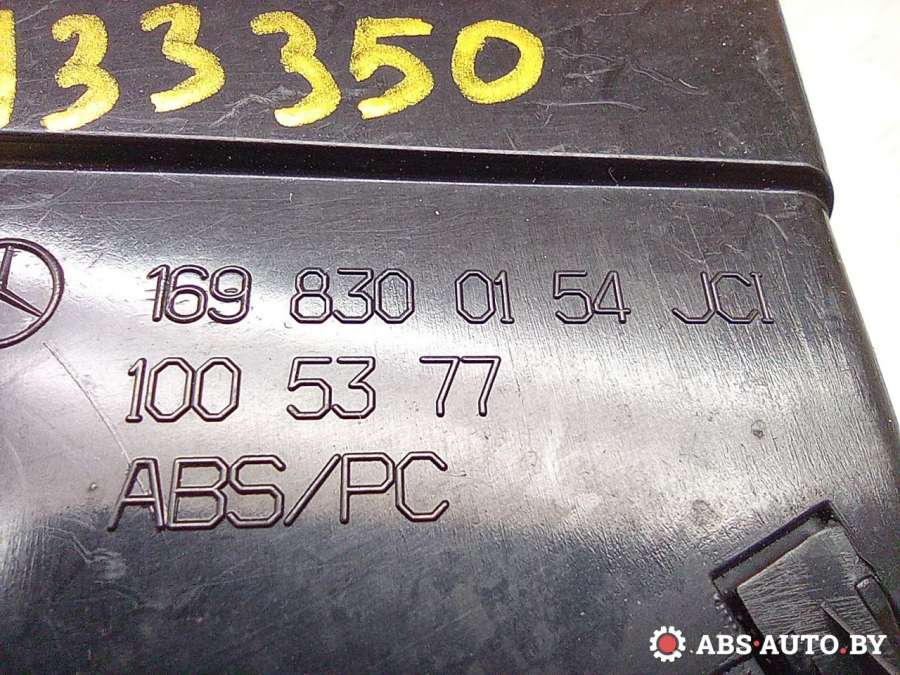 133350
169 830 01 54 JCI
100 53 77
ABS/PC
ABS-AUTO.BY